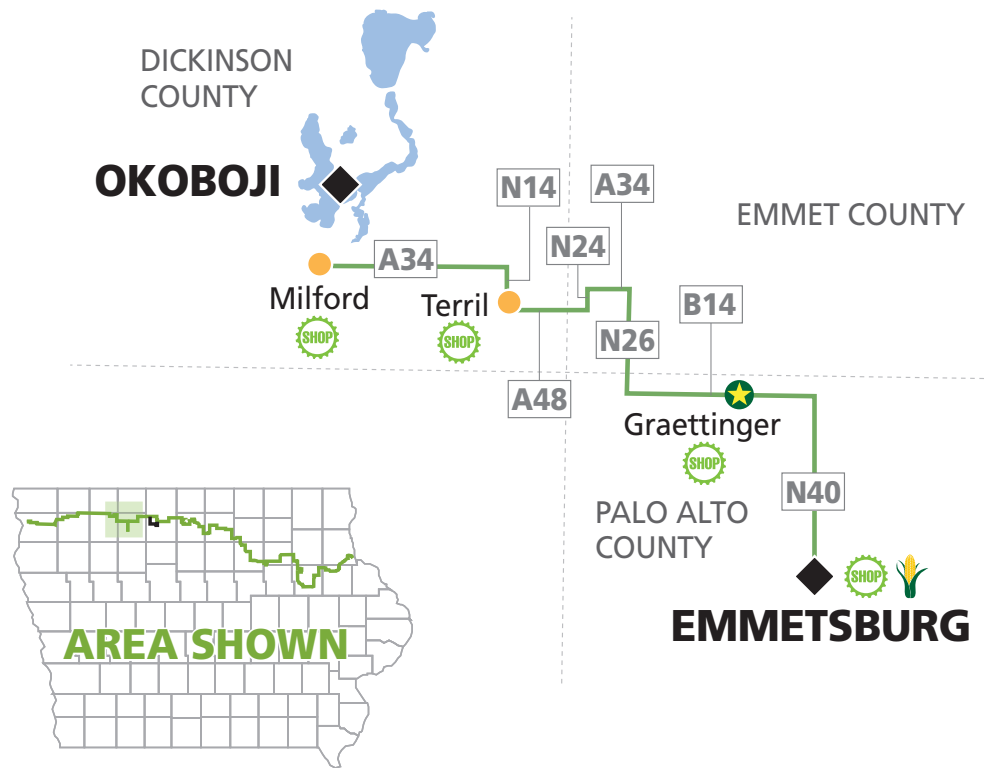 DICKINSON
COUNTY
OKOBOJI
N14
A34
EMMET COUNTY
N24
A34
Milford
Terril
B14
N26
SHOP
SHOP
A48
Graettinger
SHOP
N40
PALO ALTO
COUNTY
SHOP
EMMETSBURG
AREA SHOWN